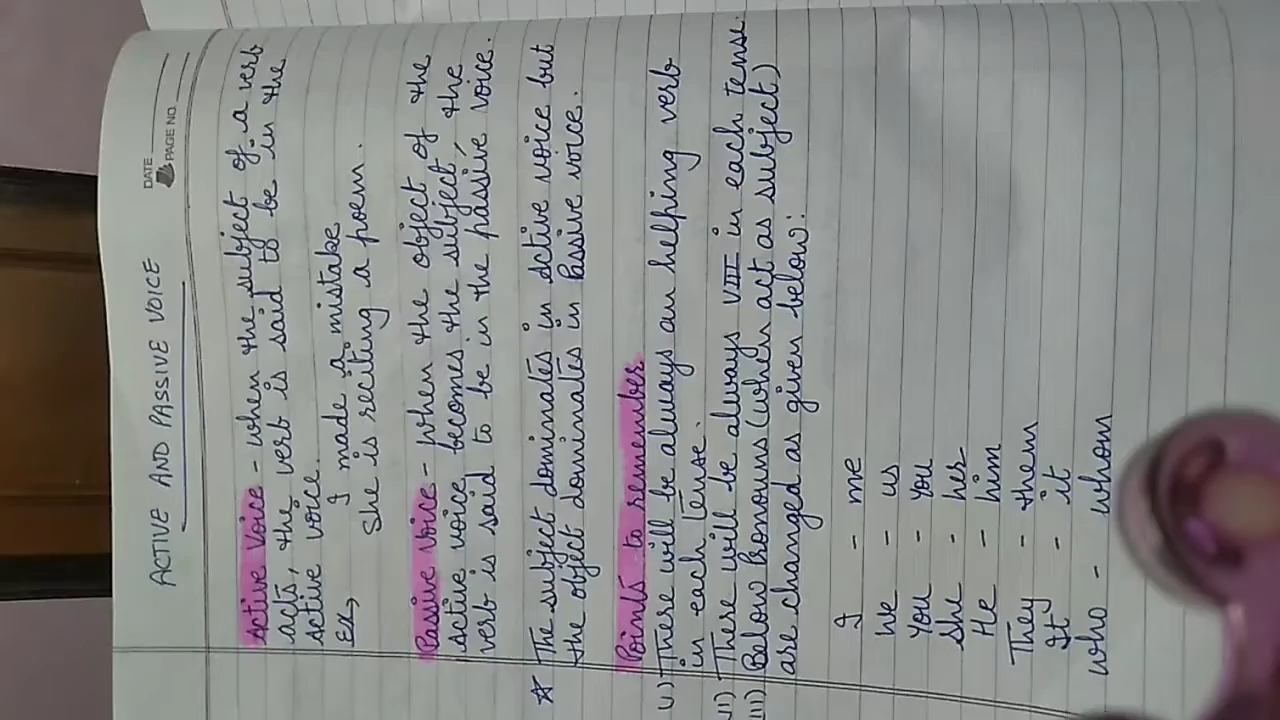 DATE
PAGE NO.
ACTIVE AND PASSIVE VOICE
Active Voice - when the subject of a verb
acts, the verb is said to be in the
active voice.
Ex→ I made a mistake
She is reciting a poem.
Passive Voice - when the object of the
active voice becomes the subject, the
verb is said to be in the passive voice.
☆ The subject dominates in active voice but
the object dominates in Passive voice.
Points to remember
i) There will be always an helping verb
in each tense.
ii) There will be always VIII in each tense.
iii) Below Pronouns (when act as subject)
are changed as given below:
I - me
We - us
You - you
She - her
He - him
They - them
It - it
who - whom